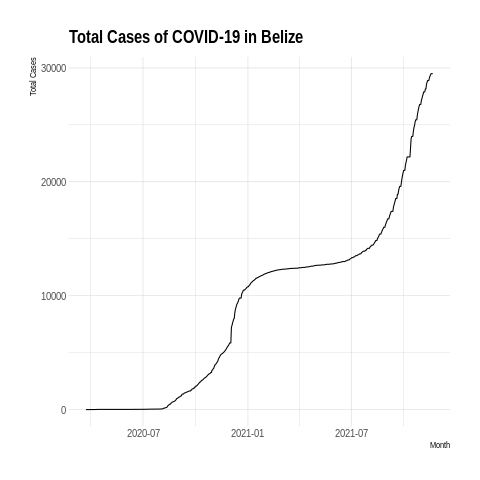 Total Cases of COVID-19 in Belize
Total Cases
30000
20000
10000
0
2020-07 2021-01 2021-07
Month